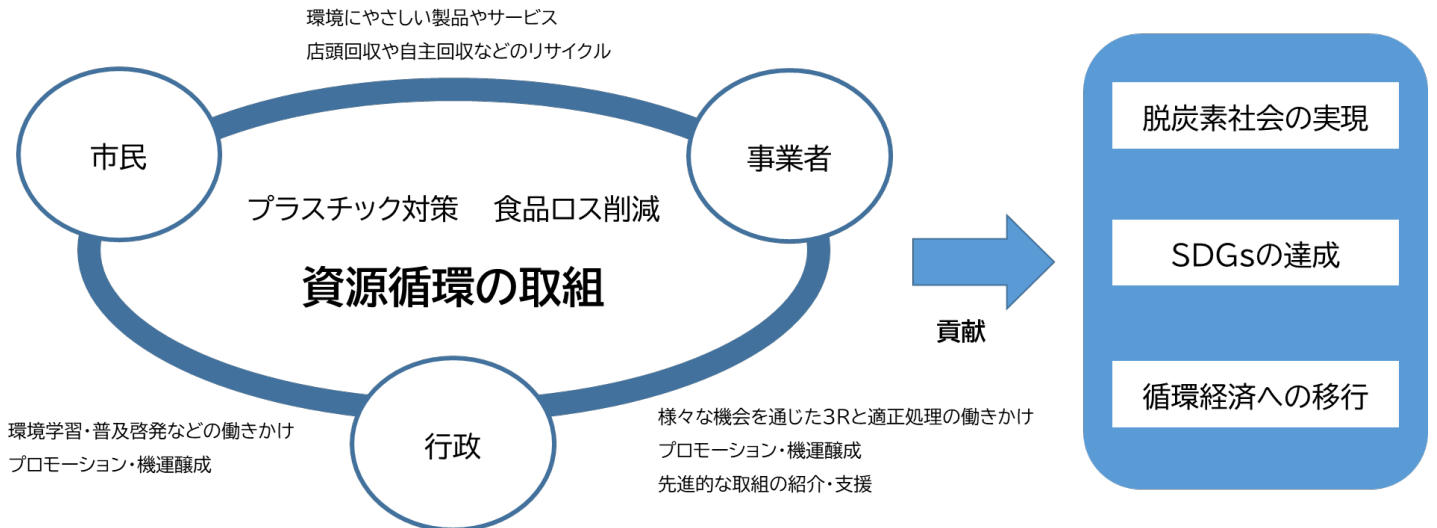 環境にやさしい製品やサービス
店頭回収や自主回収などのリサイクル
市民
事業者
プラスチック対策 食品ロス削減
資源循環の取組
行政
環境学習・普及啓発などの働きかけ
プロモーション・機運醸成
様々な機会を通じた3Rと適正処理の働きかけ
プロモーション・機運醸成
先進的な取組の紹介・支援
貢献
脱炭素社会の実現
SDGsの達成
循環経済への移行